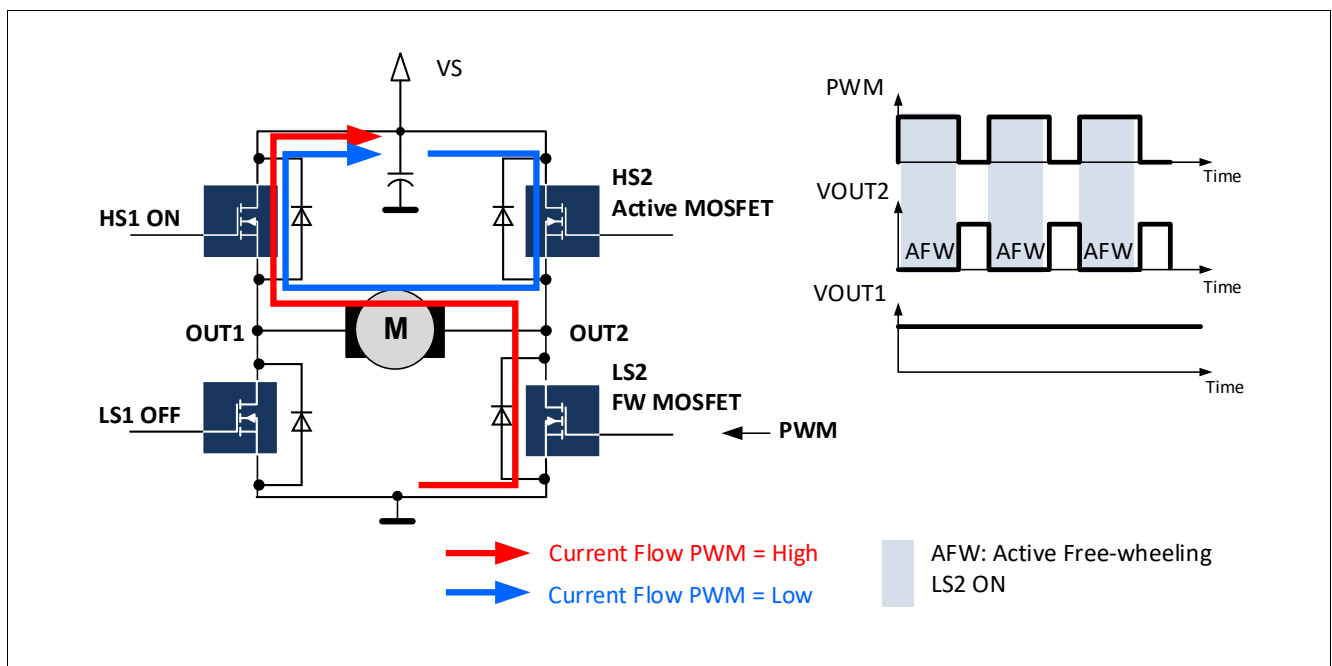 VS
HS1 ON
HS2
Active MOSFET
OUT1
M
OUT2
LS1 OFF
LS2
FW MOSFET
PWM
PWM
Time
VOUT2
AFW
AFW
AFW
Time
VOUT1
Time
Current Flow PWM = High
Current Flow PWM = Low
AFW: Active Free-wheeling
LS2 ON